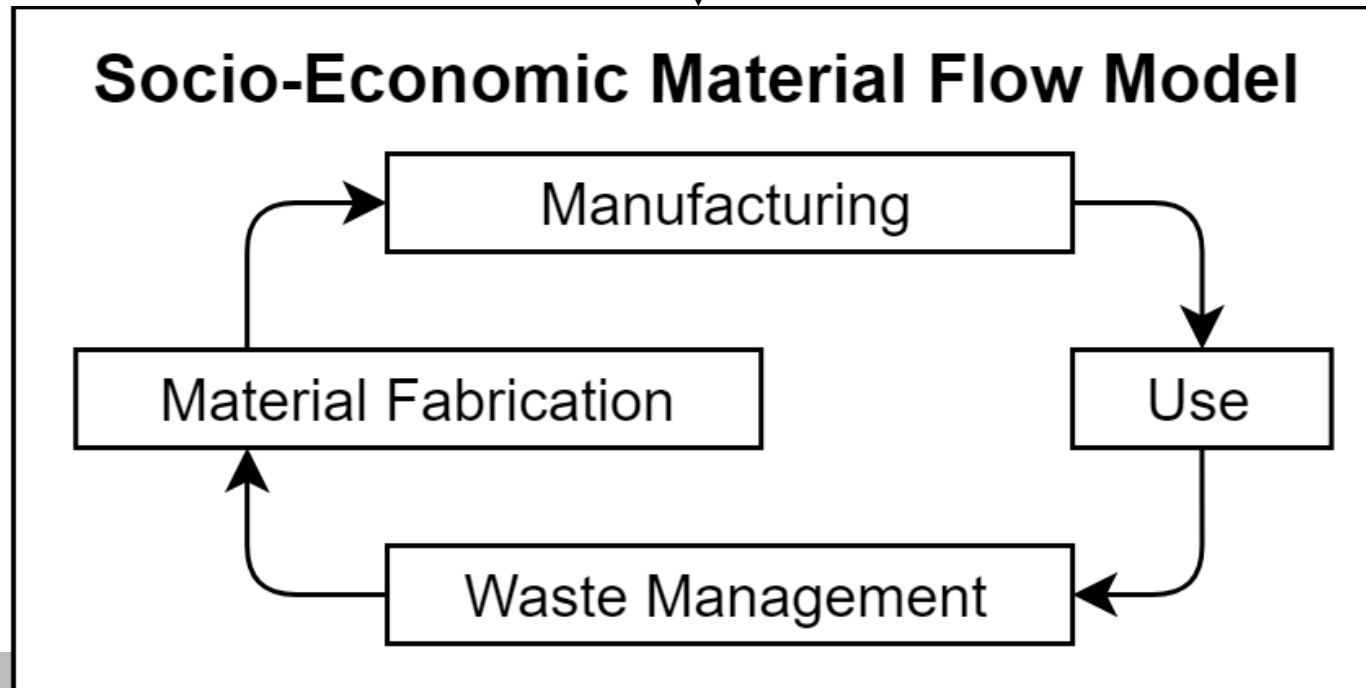 Socio-Economic Material Flow Model
Manufacturing
Material Fabrication
Use
Waste Management